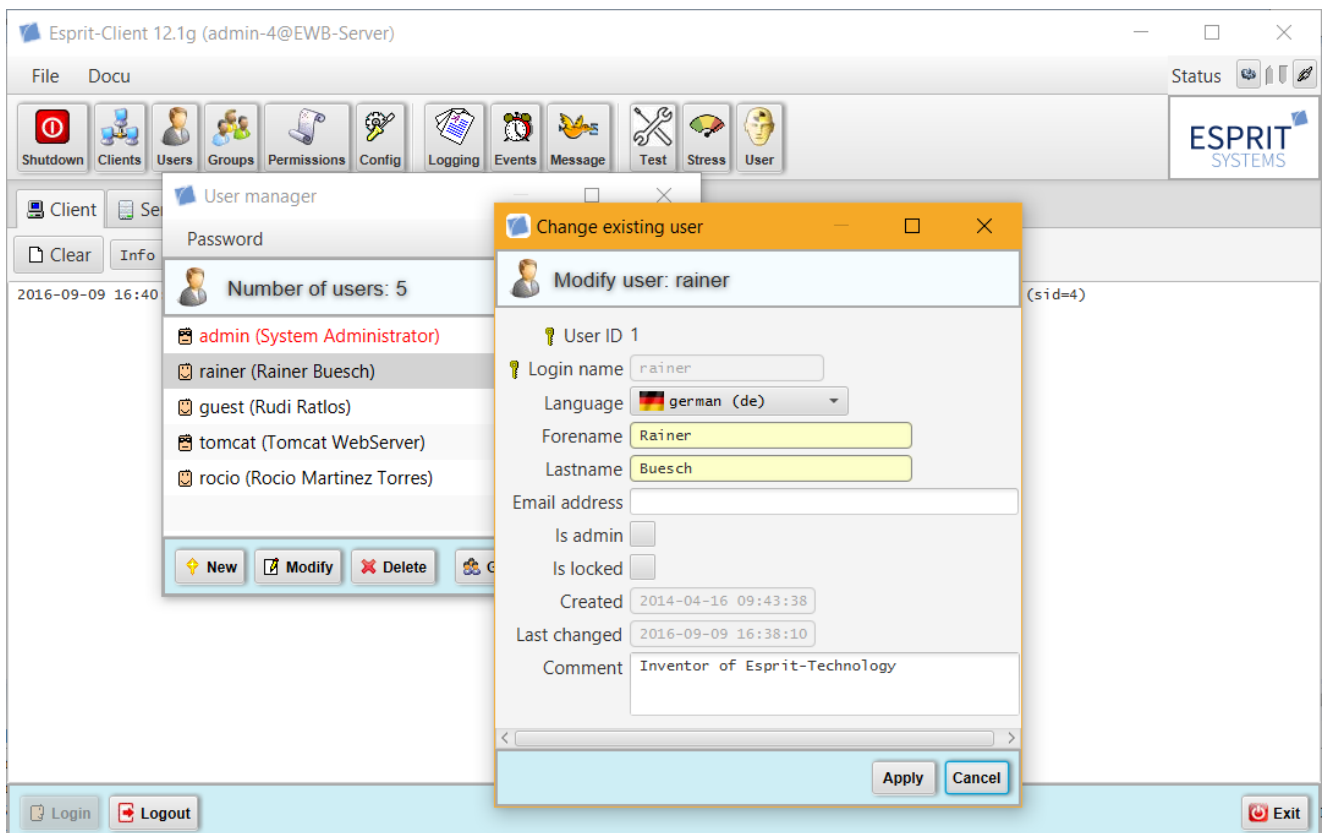 Esprit-Client 12.1g (admin-4@EWB-Server)
File Docu
Status
Shutdown Clients Users Groups Permissions Config Logging Events Message Test Stress User
ESPRIT
SYSTEMS
Client
User manager
Change existing user
Clear Info
Password
Modify user: rainer
2016-09-09 16:40
Number of users: 5
(sid=4)
admin (System Administrator)
rainer (Rainer Buesch)
guest (Rudi Ratlos)
tomcat (Tomcat WebServer)
rocio (Rocio Martinez Torres)
New Modify Delete
User ID 1
Login name rainer
Language german (de)
Forename Rainer
Lastname Buesch
Email address
Is admin
Is locked
Created 2014-04-16 09:43:38
Last changed 2016-09-09 16:38:10
Comment Inventor of Esprit-Technology
Apply Cancel
Login Logout Exit